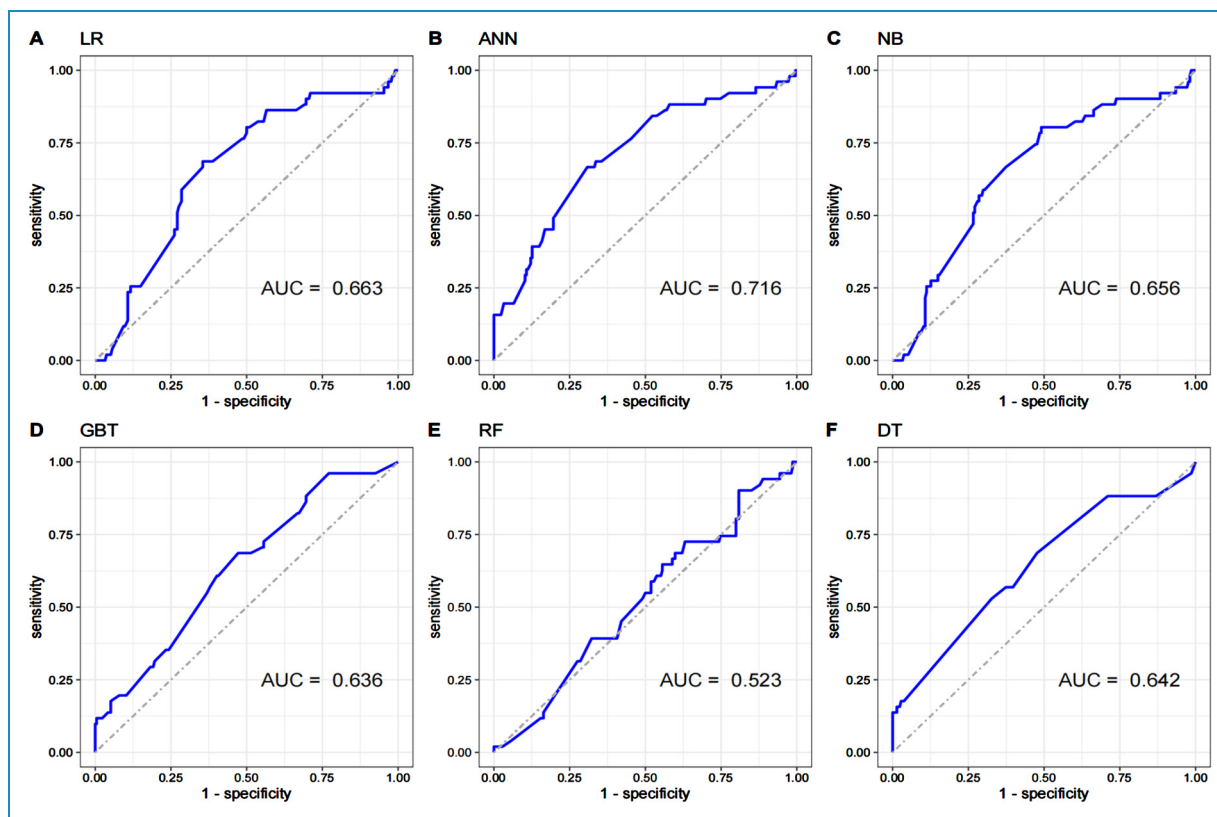 A LR
1.00
0.75
0.50
0.25
0.00
sensitivity
AUC = 0.663
0.00 0.25 0.50 0.75 1.00
1 - specificity
B ANN
1.00
0.75
0.50
0.25
0.00
sensitivity
AUC = 0.716
0.00 0.25 0.50 0.75 1.00
1 - specificity
C NB
1.00
0.75
0.50
0.25
0.00
sensitivity
AUC = 0.656
0.00 0.25 0.50 0.75 1.00
1 - specificity
D GBT
1.00
0.75
0.50
0.25
0.00
sensitivity
AUC = 0.636
0.00 0.25 0.50 0.75 1.00
1 - specificity
E RF
1.00
0.75
0.50
0.25
0.00
sensitivity
AUC = 0.523
0.00 0.25 0.50 0.75 1.00
1 - specificity
F DT
1.00
0.75
0.50
0.25
0.00
sensitivity
AUC = 0.642
0.00 0.25 0.50 0.75 1.00
1 - specificity